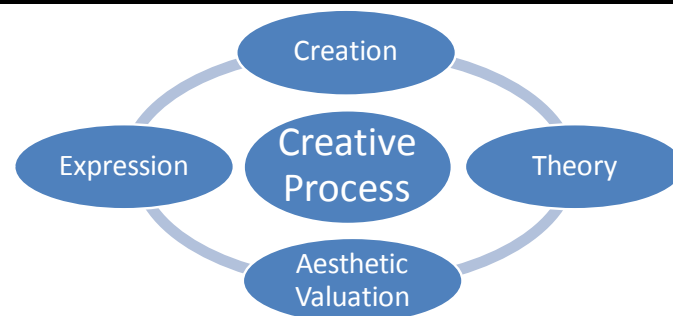 Creation
Expression
Creative
Process
Theory
Aesthetic
Valuation